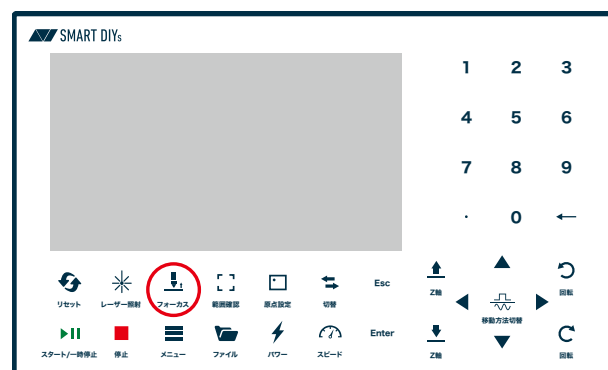 SMART DIYs
1 2 3
4 5 6
7 8 9
. 0 ←
リセット レーザー照射 フォーカス 範囲確認 原点設定 切替 Esc Z軸 回転
移動方法切替
スタート/一時停止 停止 メニュー ファイル パワー スピード Enter Z軸 回転